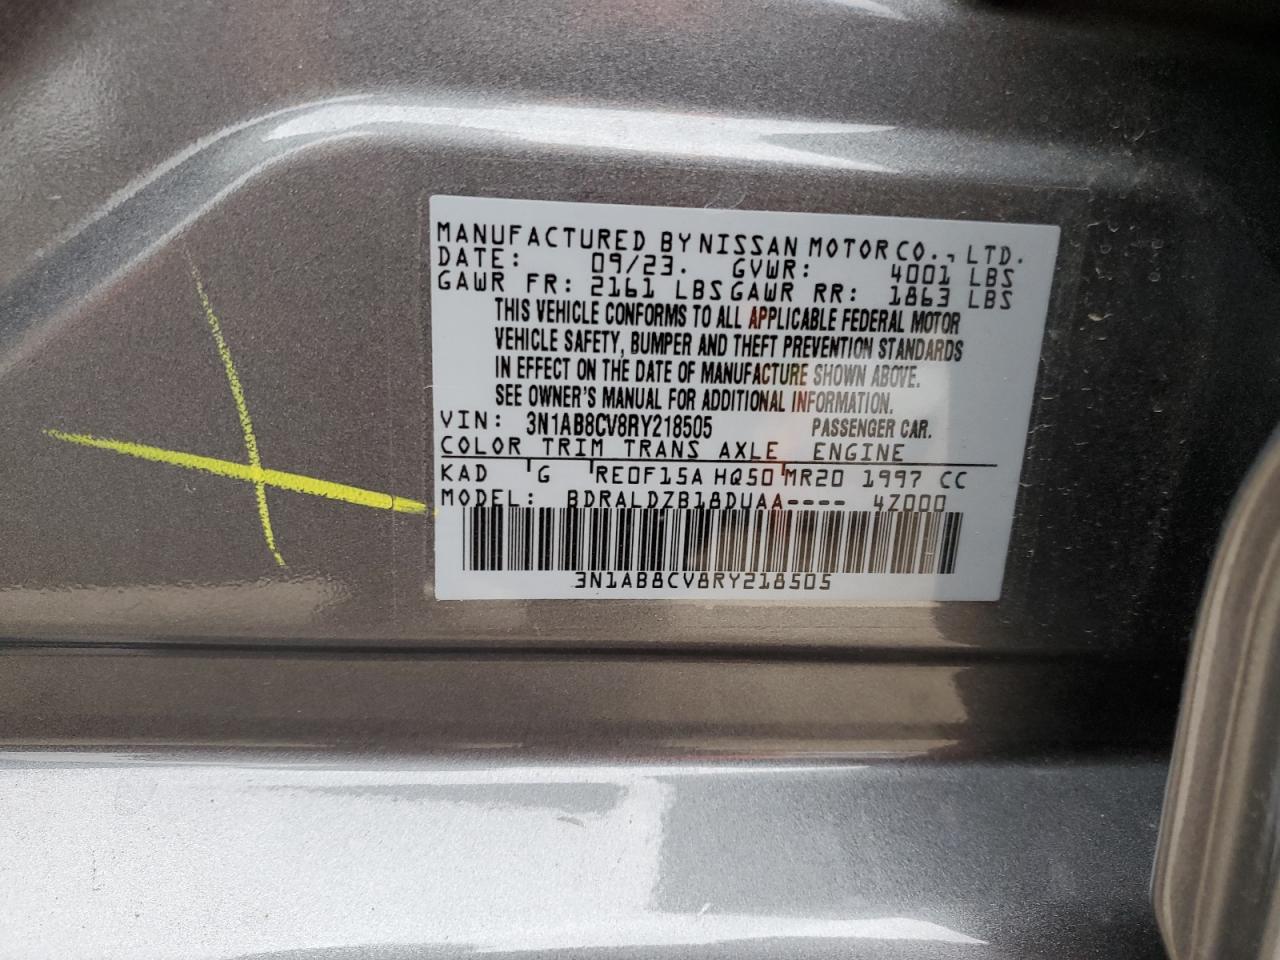 MANUFACTURED BY NISSAN MOTOR CO., LTD.
DATE: 09/23. GVWR: 4001 LBS
GAWR FR: 2161 LBS GAWR RR: 1863 LBS
THIS VEHICLE CONFORMS TO ALL APPLICABLE FEDERAL MOTOR
VEHICLE SAFETY, BUMPER AND THEFT PREVENTION STANDARDS
IN EFFECT ON THE DATE OF MANUFACTURE SHOWN ABOVE.
SEE OWNER'S MANUAL FOR ADDITIONAL INFORMATION.
VIN: 3N1AB8CV8RY218505 PASSENGER CAR.
COLOR TRIM TRANS AXLE ENGINE
KAD G RE0F15A HQ50 MR20 1997 CC
MODEL: BDRALDZB18DUAA---- 4Z000
3N1AB8CV8RY218505